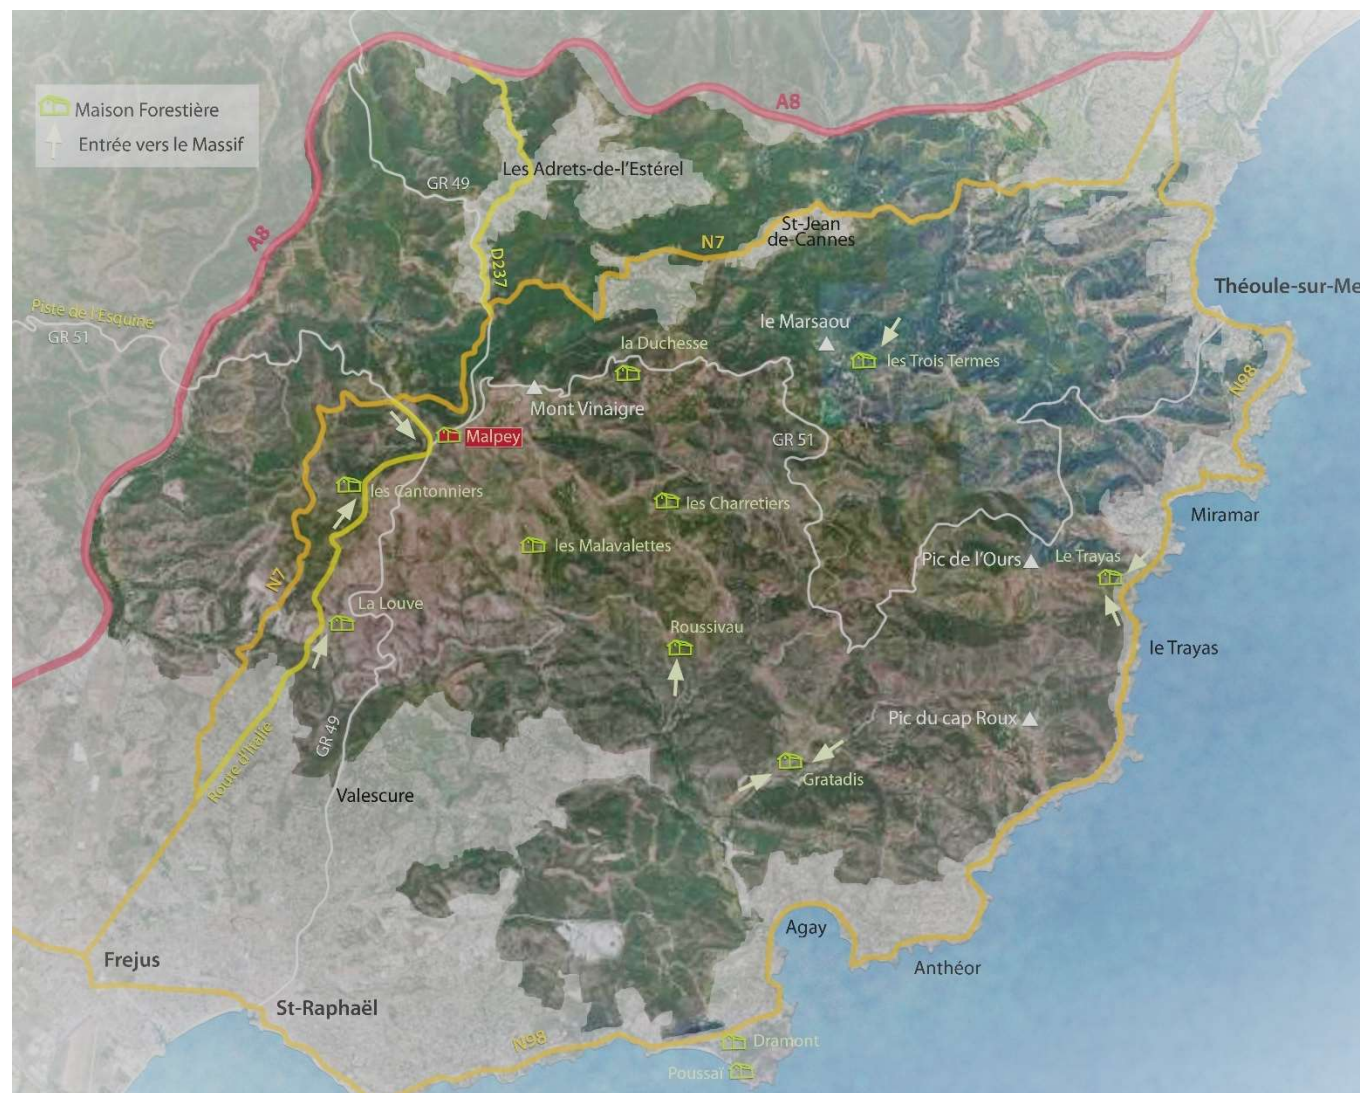 A8
Maison Forestière
Entrée vers le Massif
Les Adrets-de-l'Estérel
GR 49
A8
St-Jean
de-Cannes
N7
D237
Théoule-sur-Me
Piste de l'Esquine
GR 51
le Marsaou
la Duchesse
les Trois Termes
N98
Mont Vinaigre
Malpey
GR 51
les Cantonniers
les Charretiers
Miramar
les Malavalettes
Pic de l'Ours
Le Trayas
N7
La Louve
Roussivau
le Trayas
Pic du cap Roux
GR 49
Route d'Italie
Gratadis
Valescure
Agay
Frejus
Anthéor
St-Raphaël
N98
Dramont
Poussaï